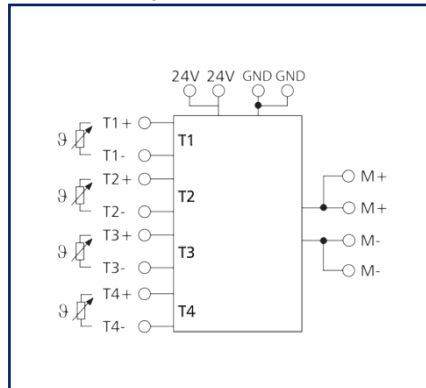 24V 24V GND GND
ϑ T1+ T1
T1-
ϑ T2+ T2
T2-
ϑ T3+ T3
T3-
ϑ T4+ T4
T4-
M+
M+
M-
M-